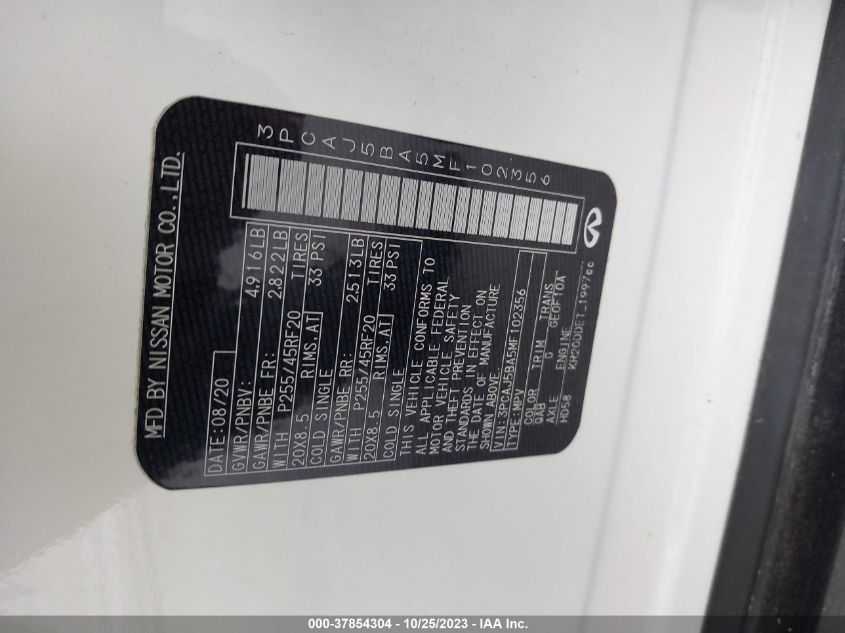 3PCAJ5BA5MF102356
MFD BY NISSAN MOTOR CO.,LTD.
DATE:08/20
GVWR/PNBV: 4,916LB
GAWR/PNBE FR: 2,822LB
WITH P255/45RF20 TIRES
20X8.5 RIMS,AT 33 PSI
COLD SINGLE
GAWR/PNBE RR: 2,513LB
WITH P255/45RF20 TIRES
20X8.5 RIMS,AT 33 PSI
COLD SINGLE
THIS VEHICLE CONFORMS TO
ALL APPLICABLE FEDERAL
MOTOR VEHICLE SAFETY
AND THEFT PREVENTION
STANDARDS IN EFFECT ON
THE DATE OF MANUFACTURE
SHOWN ABOVE.
VIN:3PCAJ5BA5MF102356
TYPE:MPV
COLOR TRIM TRANS
QAB G GEOFTOA
AXLE ENGINE
HD58 KR20DDET 1997cc
000-37854304 - 10/25/2023 - IAAI.com